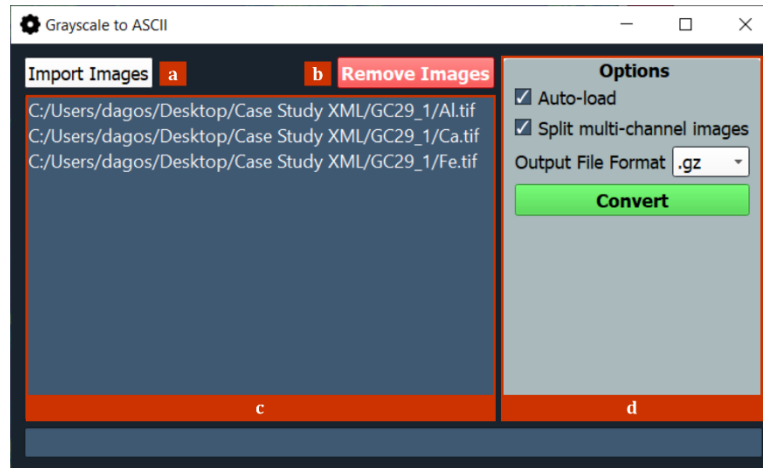 Grayscale to ASCII
Import Images a b Remove Images
C:/Users/dagos/Desktop/Case Study XML/GC29_1/Al.tif
C:/Users/dagos/Desktop/Case Study XML/GC29_1/Ca.tif
C:/Users/dagos/Desktop/Case Study XML/GC29_1/Fe.tif
c
Options
Auto-load
Split multi-channel images
Output File Format .gz
Convert
d